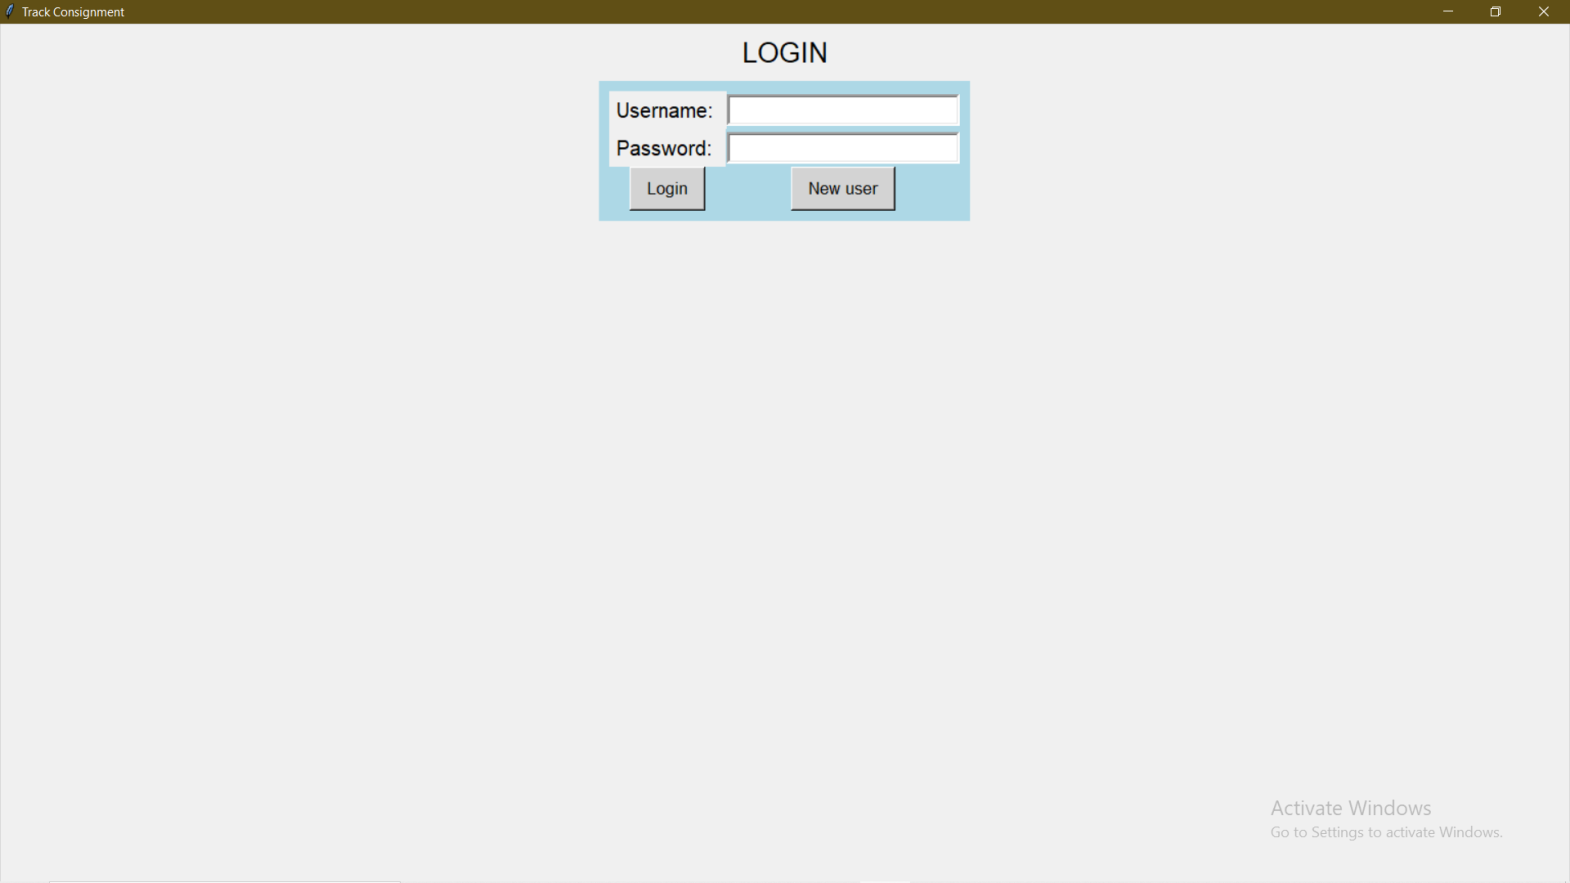 Track Consignment
LOGIN
Username:
Password:
Login New user
Activate Windows
Go to Settings to activate Windows.